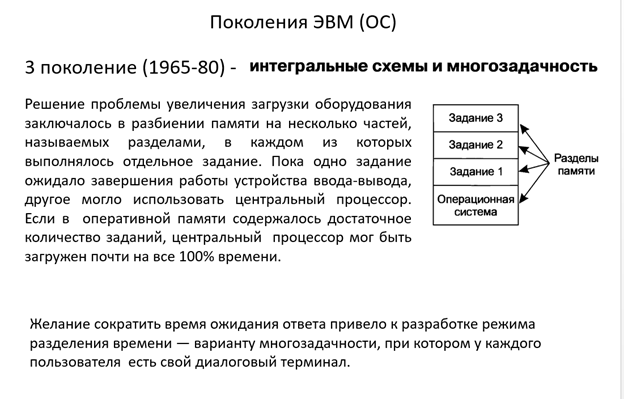 Поколения ЭВМ (ОС)
3 поколение (1965-80) - интегральные схемы и многозадачность
Решение проблемы увеличения загрузки оборудования
заключалось в разбиении памяти на несколько частей,
называемых разделами, в каждом из которых
выполнялось отдельное задание. Пока одно задание
ожидало завершения работы устройства ввода-вывода,
другое могло использовать центральный процессор.
Если в оперативной памяти содержалось достаточное
количество заданий, центральный процессор мог быть
загружен почти на все 100% времени.
Задание 3
Задание 2
Задание 1
Операционная
система
Разделы
памяти
Желание сократить время ожидания ответа привело к разработке режима
разделения времени — варианту многозадачности, при котором у каждого
пользователя есть свой диалоговый терминал.